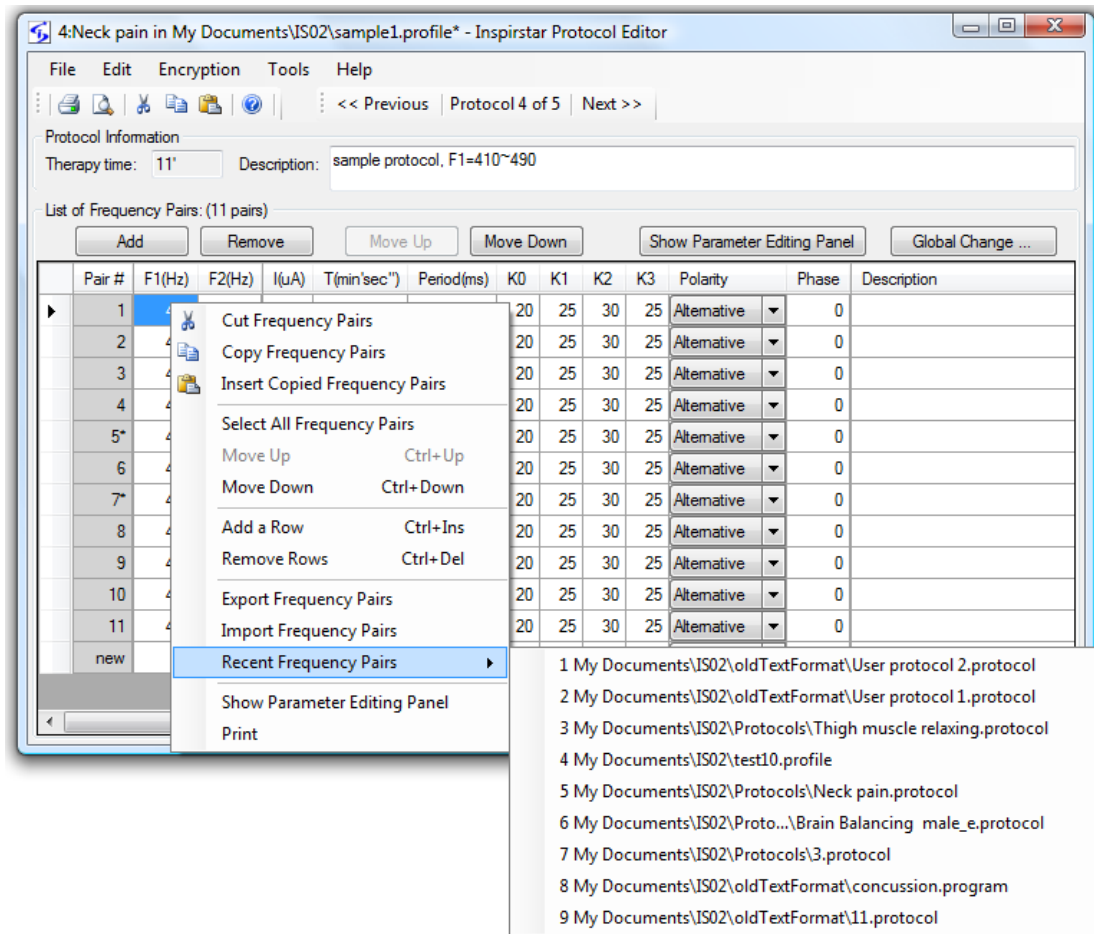 4:Neck pain in My Documents\IS02\sample1.profile* - Inspirstar Protocol Editor
File Edit Encryption Tools Help
<< Previous Protocol 4 of 5 Next >>
Protocol Information
Therapy time: 11' Description: sample protocol, F1=410~490
List of Frequency Pairs: (11 pairs)
Add Remove Move Up Move Down Show Parameter Editing Panel Global Change ...
Pair # F1(Hz) F2(Hz) I(uA) T(min'sec") Period(ms) K0 K1 K2 K3 Polarity Phase Description
1 4 20 25 30 25 Alternative 0
2 4 20 25 30 25 Alternative 0
3 4 20 25 30 25 Alternative 0
4 4 20 25 30 25 Alternative 0
5* 4 20 25 30 25 Alternative 0
6 4 20 25 30 25 Alternative 0
7* 4 20 25 30 25 Alternative 0
8 4 20 25 30 25 Alternative 0
9 4 20 25 30 25 Alternative 0
10 4 20 25 30 25 Alternative 0
11 4 20 25 30 25 Alternative 0
new
Cut Frequency Pairs
Copy Frequency Pairs
Insert Copied Frequency Pairs
Select All Frequency Pairs
Move Up Ctrl+Up
Move Down Ctrl+Down
Add a Row Ctrl+Ins
Remove Rows Ctrl+Del
Export Frequency Pairs
Import Frequency Pairs
Recent Frequency Pairs
Show Parameter Editing Panel
Print
1 My Documents\IS02\oldTextFormat\User protocol 2.protocol
2 My Documents\IS02\oldTextFormat\User protocol 1.protocol
3 My Documents\IS02\Protocols\Thigh muscle relaxing.protocol
4 My Documents\IS02\test10.profile
5 My Documents\IS02\Protocols\Neck pain.protocol
6 My Documents\IS02\Proto...\Brain Balancing  male_e.protocol
7 My Documents\IS02\Protocols\3.protocol
8 My Documents\IS02\oldTextFormat\concussion.program
9 My Documents\IS02\oldTextFormat\11.protocol